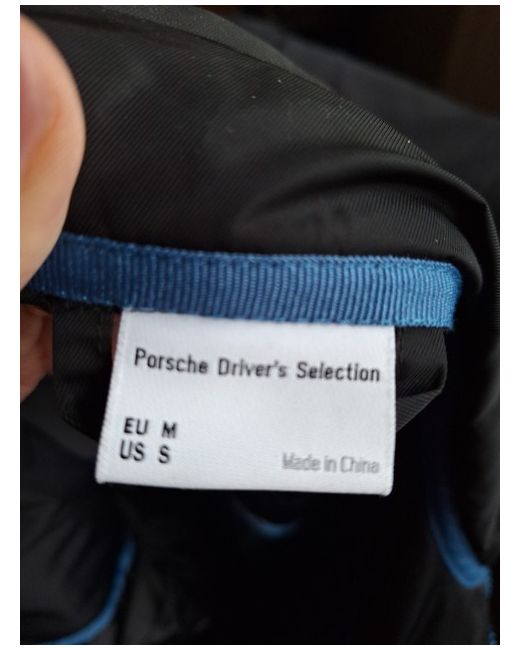 Porsche Driver's Selection
EU M
US S
Made in China